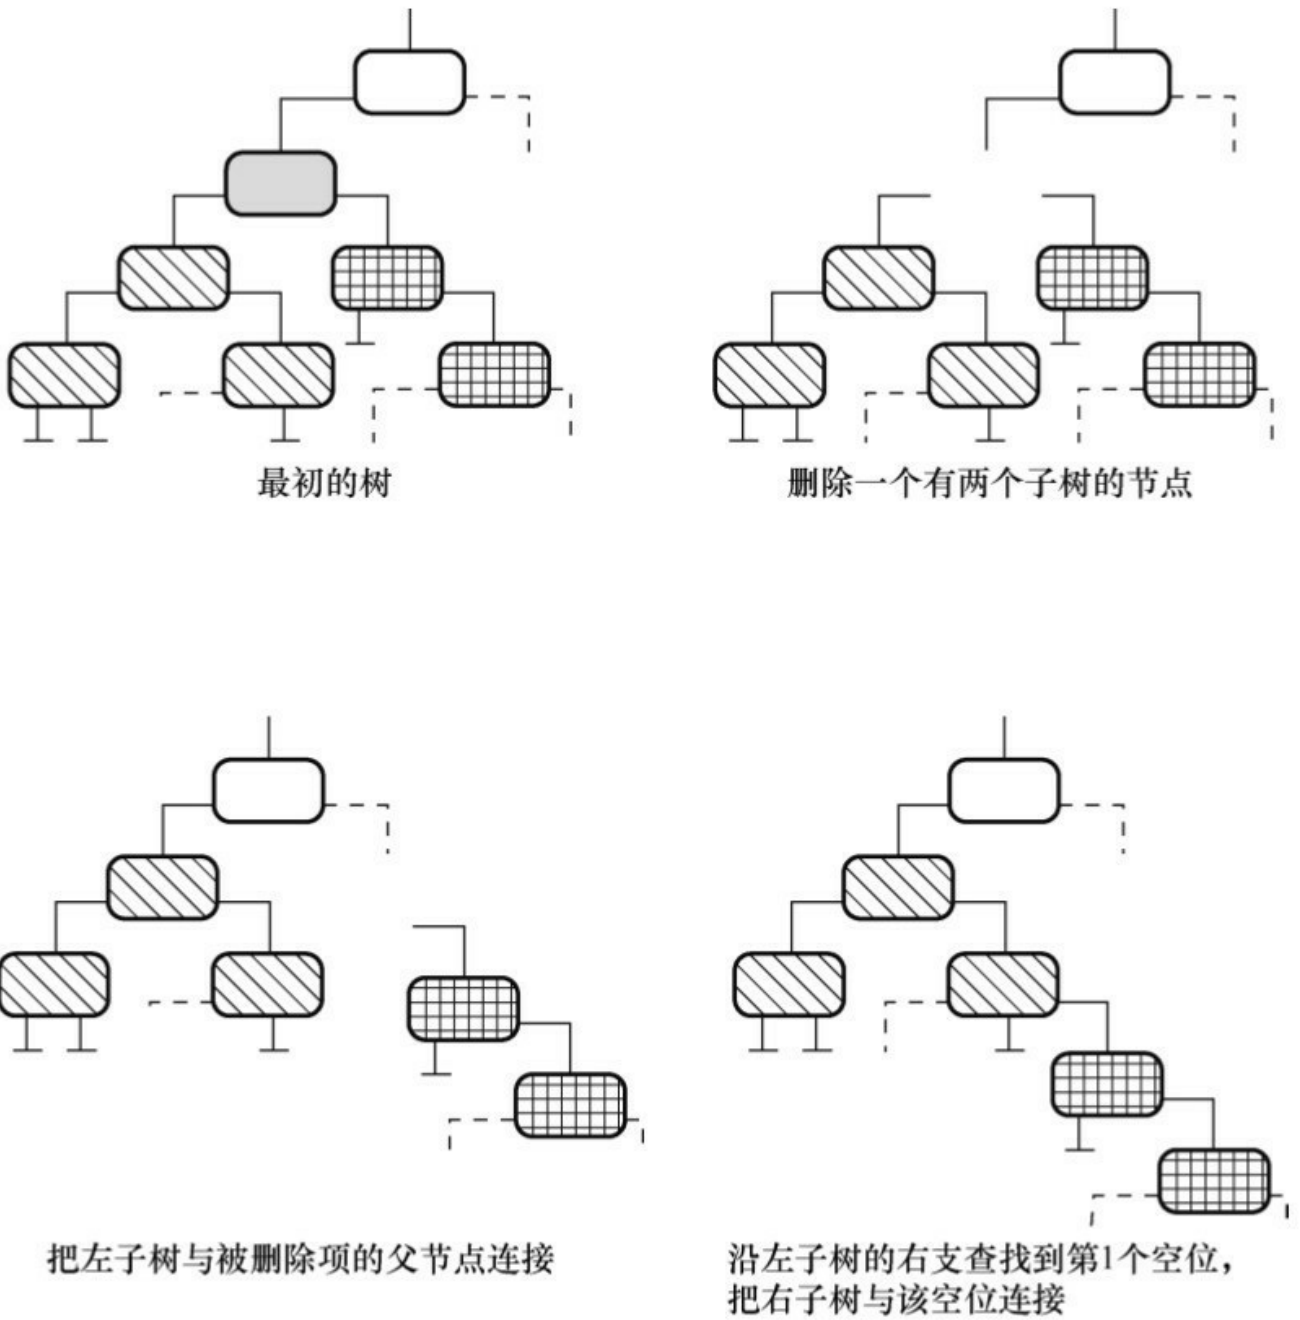 最初的树
删除一个有两个子树的节点
把左子树与被删除项的父节点连接
沿左子树的右支查找到第1个空位，
把右子树与该空位连接